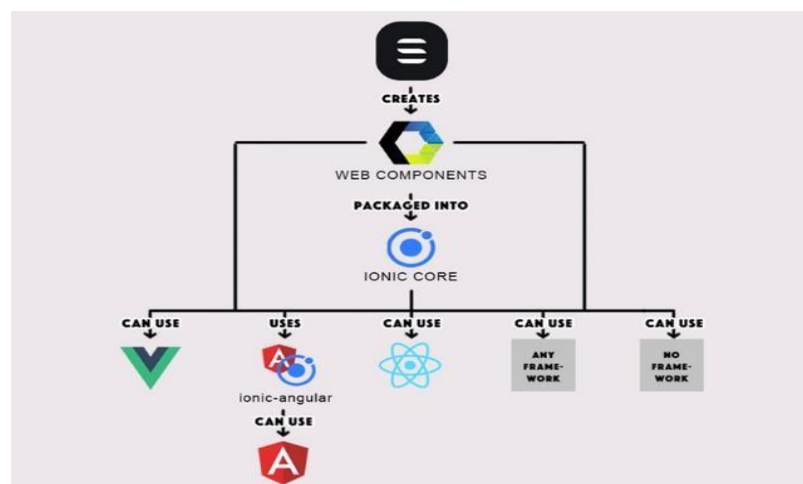 CREATES
WEB COMPONENTS
PACKAGED INTO
IONIC CORE
CAN USE
USES
CAN USE
CAN USE
CAN USE
ionic-angular
ANY
FRAME-
WORK
NO
FRAME-
WORK
CAN USE
A